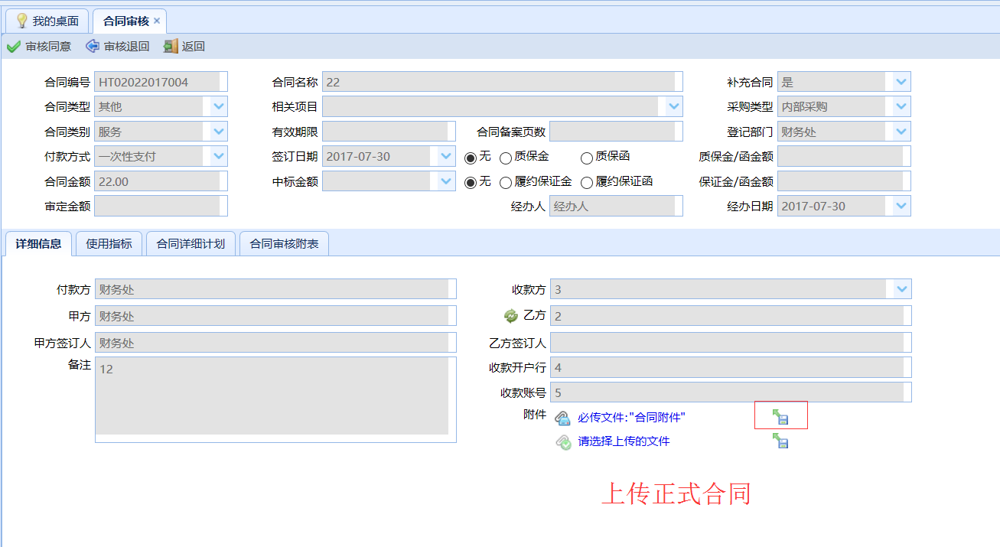 我的桌面 合同审核
审核同意 审核退回 返回
合同编号 HT02022017004 合同名称 22 补充合同 是
合同类型 其他 相关项目 采购类型 内部采购
合同类别 服务 有效期限 合同备案页数 登记部门 财务处
付款方式 一次性支付 签订日期 2017-07-30 无 质保金 质保函 质保金/函金额
合同金额 22.00 中标金额 无 履约保证金 履约保证函 保证金/函金额
审定金额 经办人 经办人 经办日期 2017-07-30
详细信息 使用指标 合同详细计划 合同审核附表
付款方 财务处 收款方 3
甲方 财务处 乙方 2
甲方签订人 财务处 乙方签订人
备注 12 收款开户行 4
收款账号 5
附件 必传文件:"合同附件"
请选择上传的文件
上传正式合同